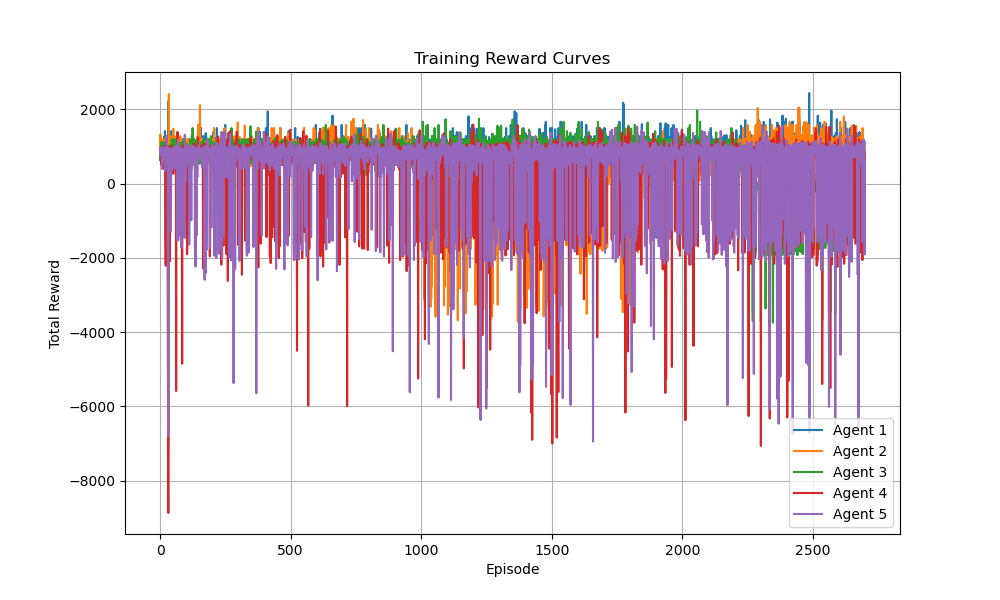 Training Reward Curves
Total Reward
2000
0
−2000
−4000
−6000
−8000
0
500
1000
1500
2000
2500
Episode
Agent 1
Agent 2
Agent 3
Agent 4
Agent 5